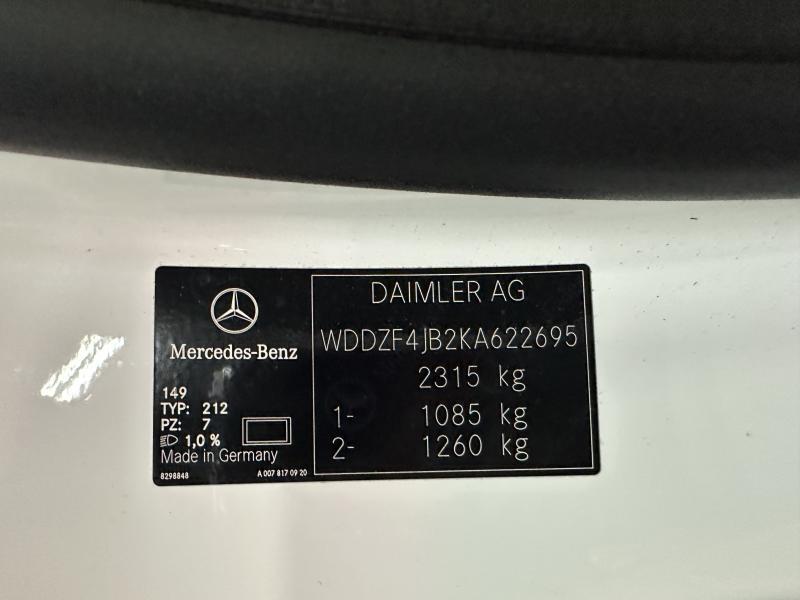 Mercedes-Benz
149
TYP: 212
PZ: 7
1,0 %
Made in Germany
8298848
A 007 817 09 20
DAIMLER AG
WDDZF4JB2KA622695
2315 kg
1- 1085 kg
2- 1260 kg